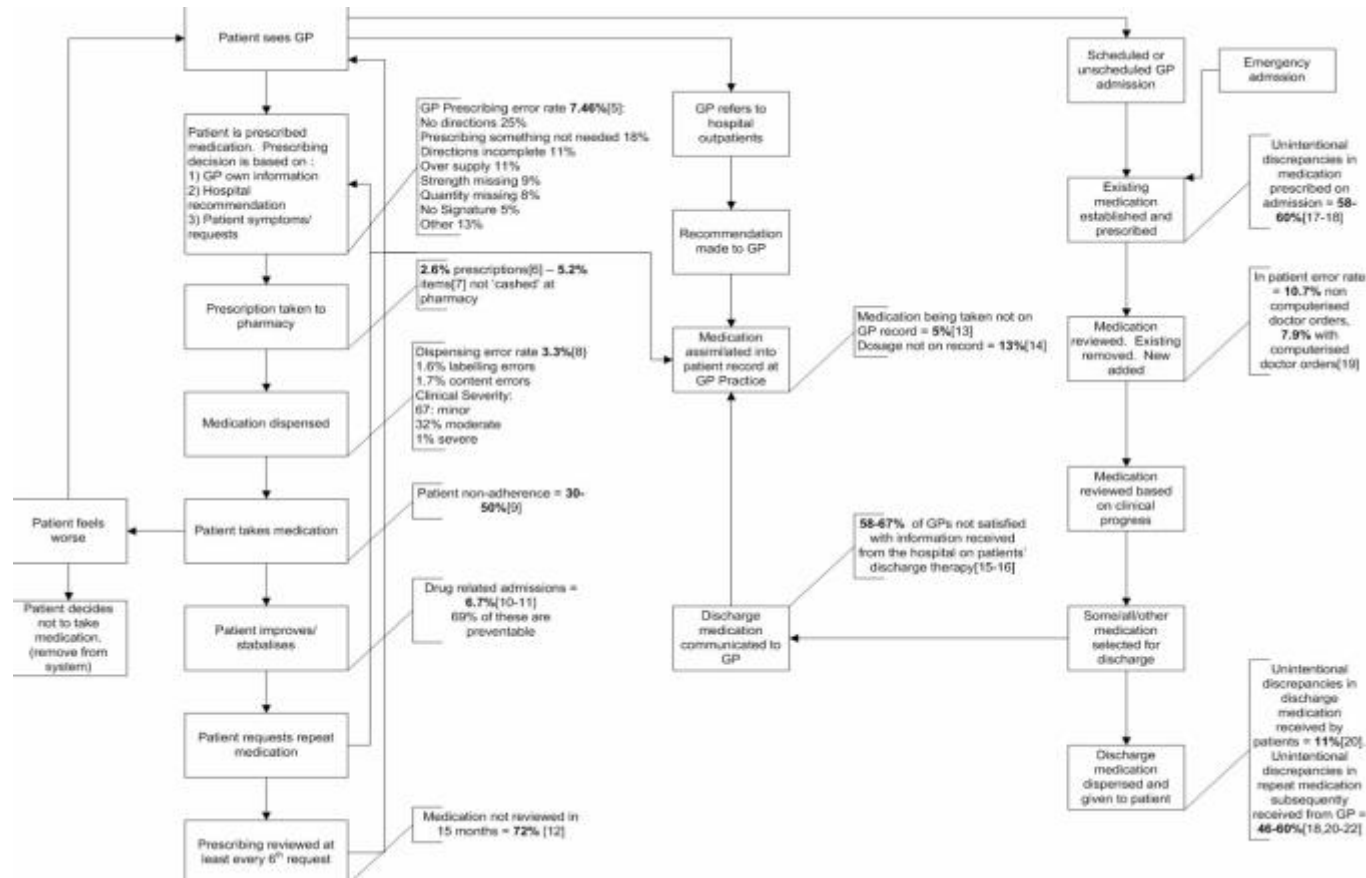 Patient sees GP
Patient is prescribed
medication. Prescribing
decision is based on :
1) GP own information
2) Hospital
recommendation
3) Patient symptoms/
requests
Prescription taken to
pharmacy
Medication dispensed
Patient takes medication
Patient feels
worse
Patient decides
not to take
medication.
(remove from
system)
Patient improves/
stabalises
Patient requests repeat
medication
Prescribing reviewed at
least every 6th request
GP Prescribing error rate 7.46%[5]:
No directions 25%
Prescribing something not needed 18%
Directions incomplete 11%
Over supply 11%
Strength missing 9%
Quantity missing 8%
No Signature 5%
Other 13%
2.6% prescriptions[6] – 5.2%
items[7] not 'cashed' at
pharmacy
Dispensing error rate 3.3%[8]
1.6% labelling errors
1.7% content errors
Clinical Severity:
67: minor
32% moderate
1% severe
Patient non-adherence = 30-
50%[9]
Drug related admissions =
6.7%[10-11]
69% of these are
preventable
Medication not reviewed in
15 months = 72% [12]
GP refers to
hospital
outpatients
Recommendation
made to GP
Medication
assimilated into
patient record at
GP Practice
Medication being taken not on
GP record = 5%[13]
Dosage not on record = 13%[14]
58-67% of GPs not satisfied
with information received
from the hospital on patients'
discharge therapy[15-16]
Discharge
medication
communicated to
GP
Scheduled or
unscheduled GP
admission
Emergency
admssion
Existing
medication
established and
prescribed
Unintentional
discrepancies in
medication
prescribed on
admission = 58-
60%[17-18]
Medication
reviewed. Existing
removed. New
added
In patient error rate
= 10.7% non
computerised
doctor orders,
7.9% with
computerised
doctor orders[19]
Medication
reviewed based
on clinical
progress
Some/all/other
medication
selected for
discharge
Discharge
medication
dispensed and
given to patient
Unintentional
discrepancies in
discharge
medication
received by
patients = 11%[20].
Unintentional
discrepancies in
repeat medication
subsequently
received from GP =
46-60%[18,20-22]